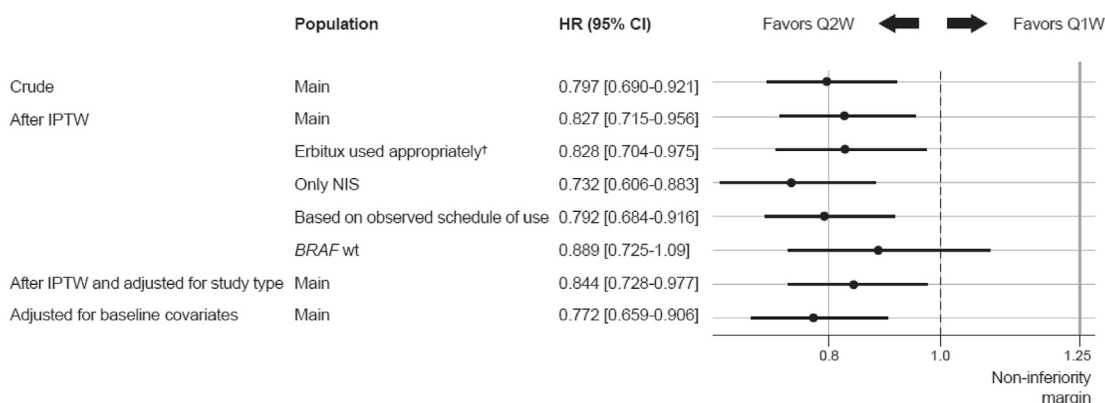 Population HR (95% CI) Favors Q2W Favors Q1W
Crude Main 0.797 [0.690-0.921]
After IPTW Main 0.827 [0.715-0.956]
Erbitux used appropriately† 0.828 [0.704-0.975]
Only NIS 0.732 [0.606-0.883]
Based on observed schedule of use 0.792 [0.684-0.916]
BRAF wt 0.889 [0.725-1.09]
After IPTW and adjusted for study type Main 0.844 [0.728-0.977]
Adjusted for baseline covariates Main 0.772 [0.659-0.906]
0.8 1.0 1.25
Non-inferiority
margin